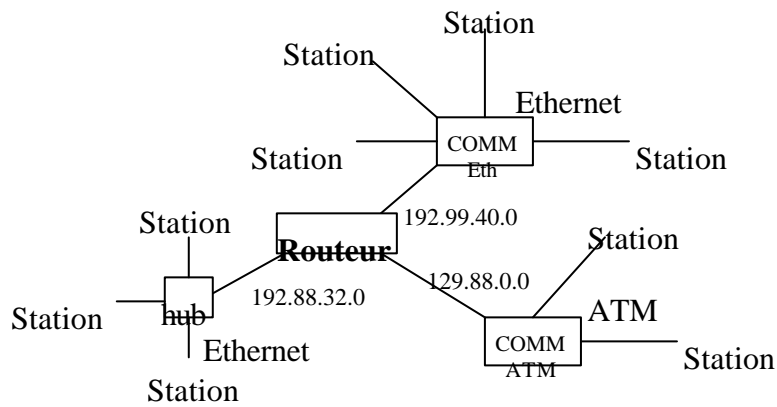 Station
Station
Ethernet
COMM
Eth
Station
Station
192.99.40.0
Station
Routeur
Station
129.88.0.0
192.88.32.0
hub
Station
ATM
COMM
ATM
Ethernet
Station
Station